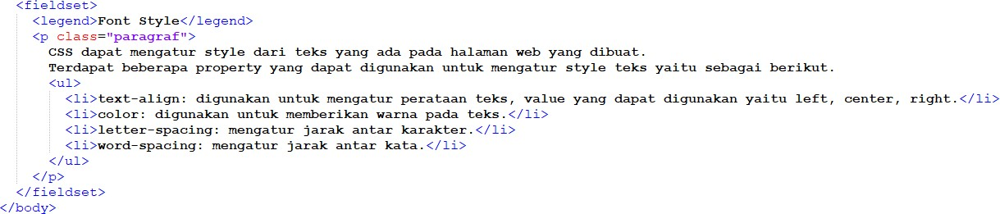 <fieldset>
<legend>Font Style</legend>
<p class="paragraf">
CSS dapat mengatur style dari teks yang ada pada halaman web yang dibuat.
Terdapat beberapa property yang dapat digunakan untuk mengatur style teks yaitu sebagai berikut.
<ul>
<li>text-align: digunakan untuk mengatur perataan teks, value yang dapat digunakan yaitu left, center, right.</li>
<li>color: digunakan untuk memberikan warna pada teks.</li>
<li>letter-spacing: mengatur jarak antar karakter.</li>
<li>word-spacing: mengatur jarak antar kata.</li>
</ul>
</p>
</fieldset>
</body>